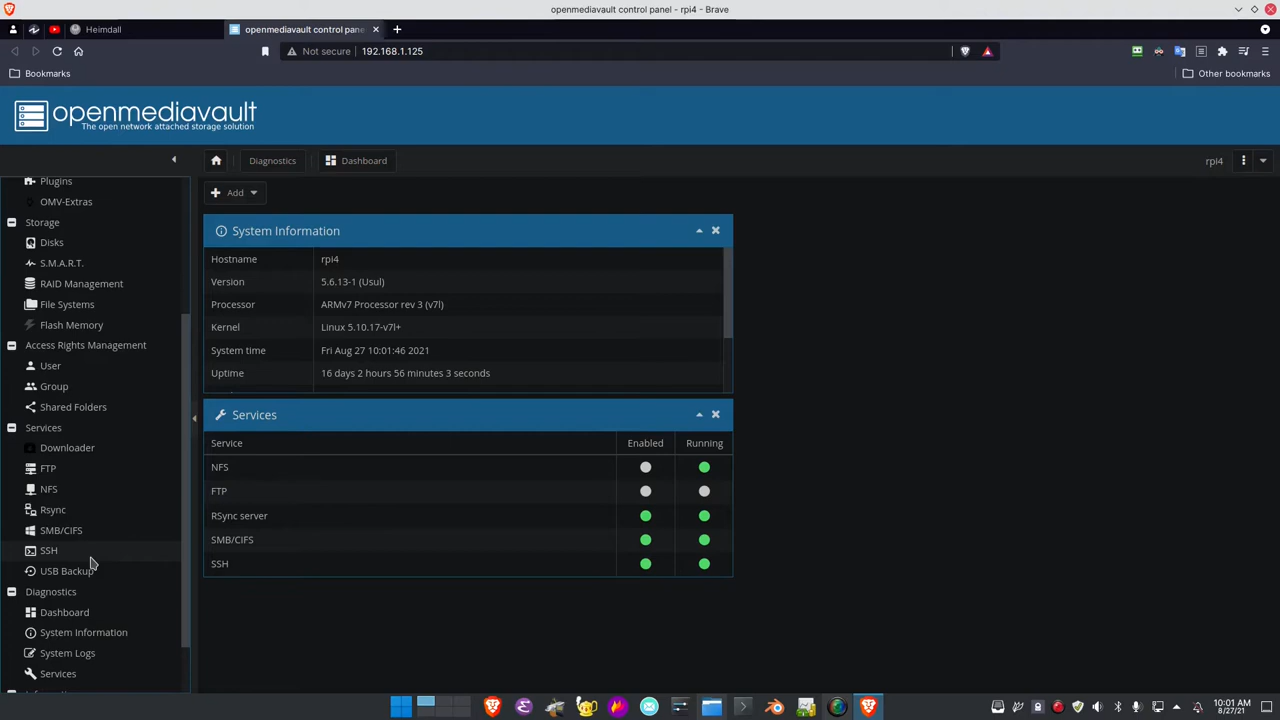 openmediavault control panel - rpi4 - Brave
Heimdall
openmediavault control pane
Not secure
192.168.1.125
Bookmarks
Other bookmarks
openmediavault
The open network attached storage solution
Diagnostics
Dashboard
rpi4
Plugins
OMV-Extras
Storage
Disks
S.M.A.R.T.
RAID Management
File Systems
Flash Memory
Access Rights Management
User
Group
Shared Folders
Services
Downloader
FTP
NFS
Rsync
SMB/CIFS
SSH
USB Backup
Diagnostics
Dashboard
System Information
System Logs
Services
Add
System Information
Hostname rpi4
Version 5.6.13-1 (Usul)
Processor ARMv7 Processor rev 3 (v7l)
Kernel Linux 5.10.17-v7l+
System time Fri Aug 27 10:01:46 2021
Uptime 16 days 2 hours 56 minutes 3 seconds
Services
Service Enabled Running
NFS
FTP
RSync server
SMB/CIFS
SSH
10:01 AM
8/27/21